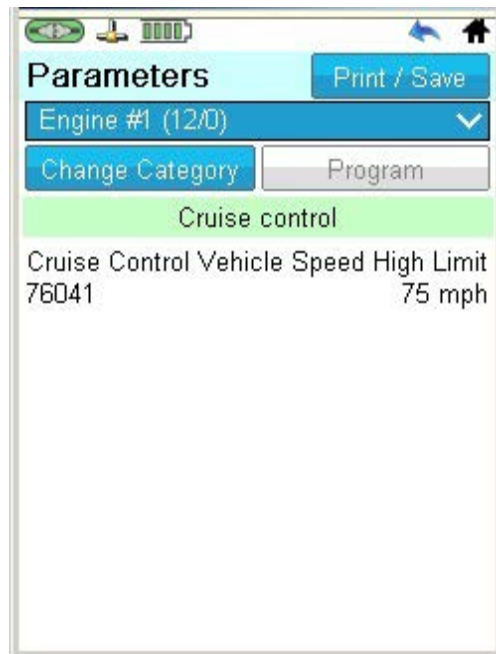 Parameters
Print / Save
Engine #1 (12/0)
Change Category
Program
Cruise control
Cruise Control Vehicle Speed High Limit
76041 75 mph